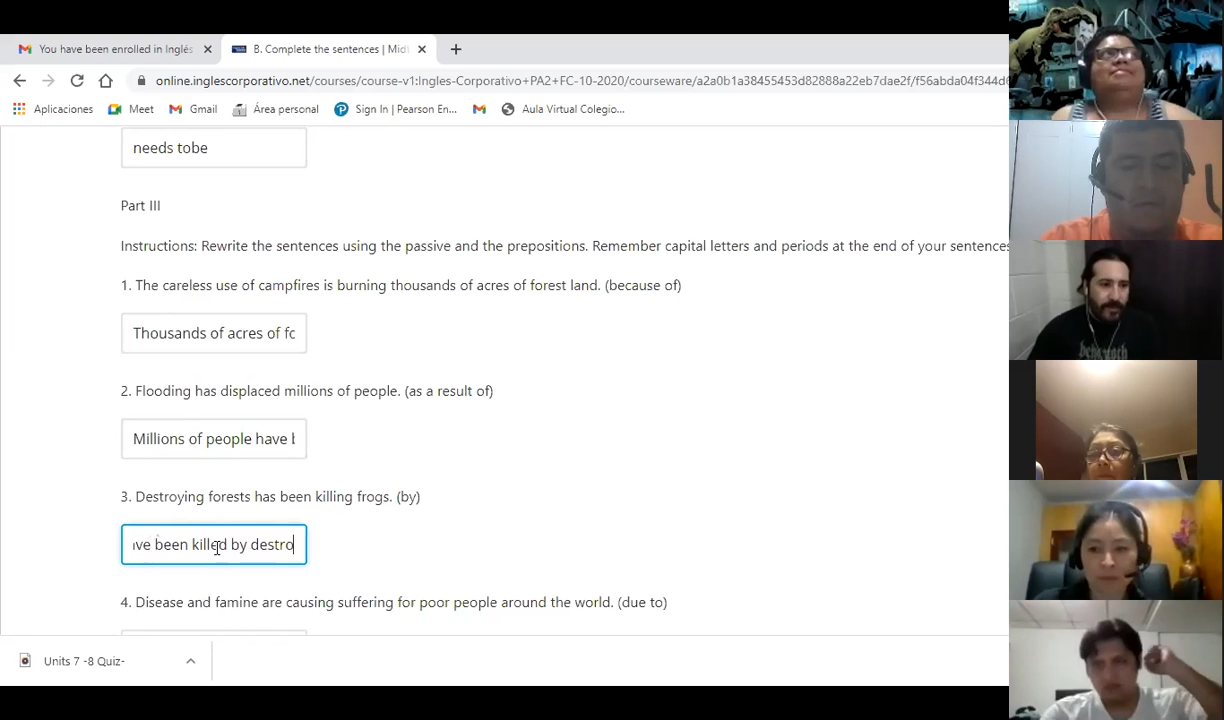 You have been enrolled in Inglés
B. Complete the sentences | Midt
online.inglescorporativo.net/courses/course-v1:Ingles-Corporativo+PA2+FC-10-2020/courseware/a2a0b1a38455453d82888a22eb7dae2f/f56abda04f344d
Aplicaciones Meet Gmail Área personal Sign In | Pearson En... Aula Virtual Colegio...
needs tobe
Part III
Instructions: Rewrite the sentences using the passive and the prepositions. Remember capital letters and periods at the end of your sentences
1. The careless use of campfires is burning thousands of acres of forest land. (because of)
Thousands of acres of fo
2. Flooding has displaced millions of people. (as a result of)
Millions of people have b
3. Destroying forests has been killing frogs. (by)
ve been killed by destro
4. Disease and famine are causing suffering for poor people around the world. (due to)
Units 7 -8 Quiz-